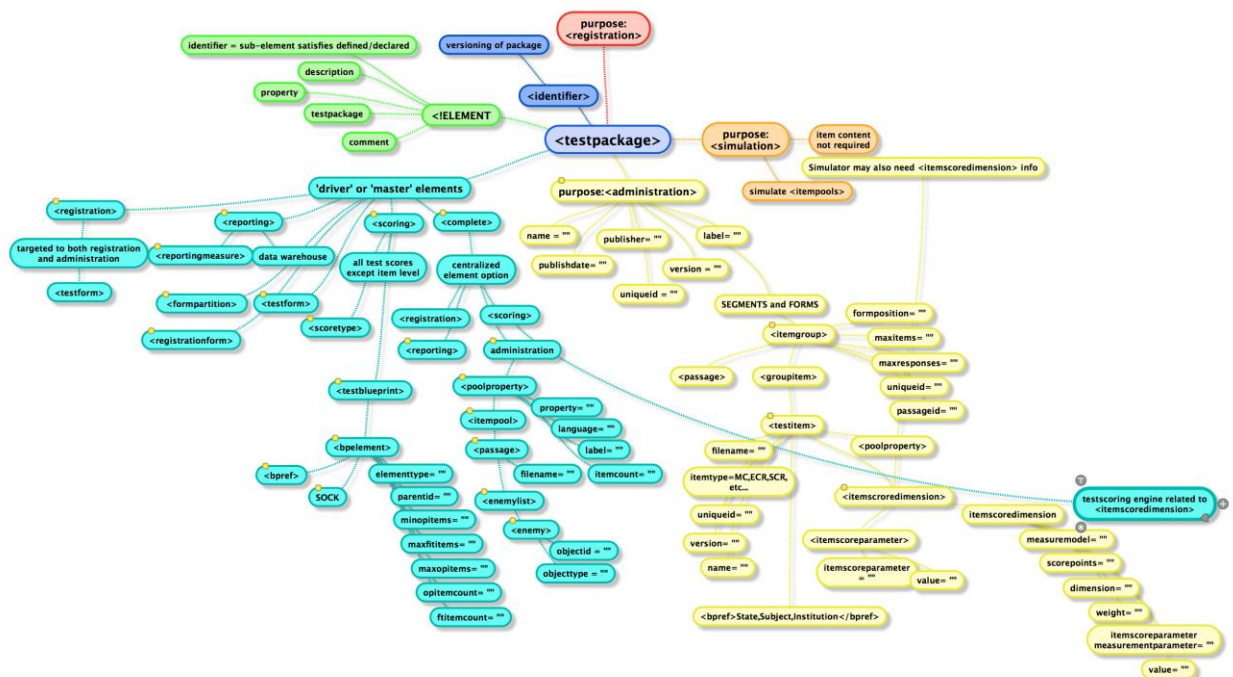 purpose:
<registration>
identifier = sub-element satisfies defined/declared
versioning of package
description
property
<identifier>
testpackage
<!ELEMENT
comment
<testpackage>
purpose:
<simulation>
item content
not required
Simulator may also need <itemscoredimension> info
simulate <itempools>
'driver' or 'master' elements
purpose:<administration>
<registration>
<reporting>
<scoring>
<complete>
name = ""
publisher= ""
label= ""
targeted to both registration
and administration
<reportingmeasure>
data warehouse
all test scores
except item level
centralized
element option
publishdate= ""
version = ""
uniqueid = ""
<testform>
<formpartition>
<testform>
<scoretype>
<registrationform>
<registration>
<scoring>
<reporting>
administration
SEGMENTS and FORMS
formposition= ""
<itemgroup>
maxitems= ""
maxresponses= ""
<passage>
<groupitem>
uniqueid= ""
passageid= ""
<testblueprint>
<poolproperty>
property= ""
language= ""
label= ""
itemcount= ""
<itempool>
<passage>
filename= ""
<enemylist>
<enemy>
objectid = ""
objecttype = ""
<bpelement>
<bpref>
SOCK
elementtype= ""
parentid= ""
minopitems= ""
maxftitems= ""
maxopitems= ""
opitemcount= ""
ftitemcount= ""
<testitem>
filename= ""
<poolproperty>
itemtype=MC,ECR,SCR,
etc...
uniqueid= ""
version= ""
name= ""
<itemscroredimension>
<itemscoreparameter>
itemscoreparameter
= ""
value= ""
<bpref>State,Subject,Institution</bpref>
testscoring engine related to
<itemscoredimension>
itemscoredimension
measuremodel= ""
scorepoints= ""
dimension= ""
weight= ""
itemscoreparameter
measurementparameter= ""
value= ""